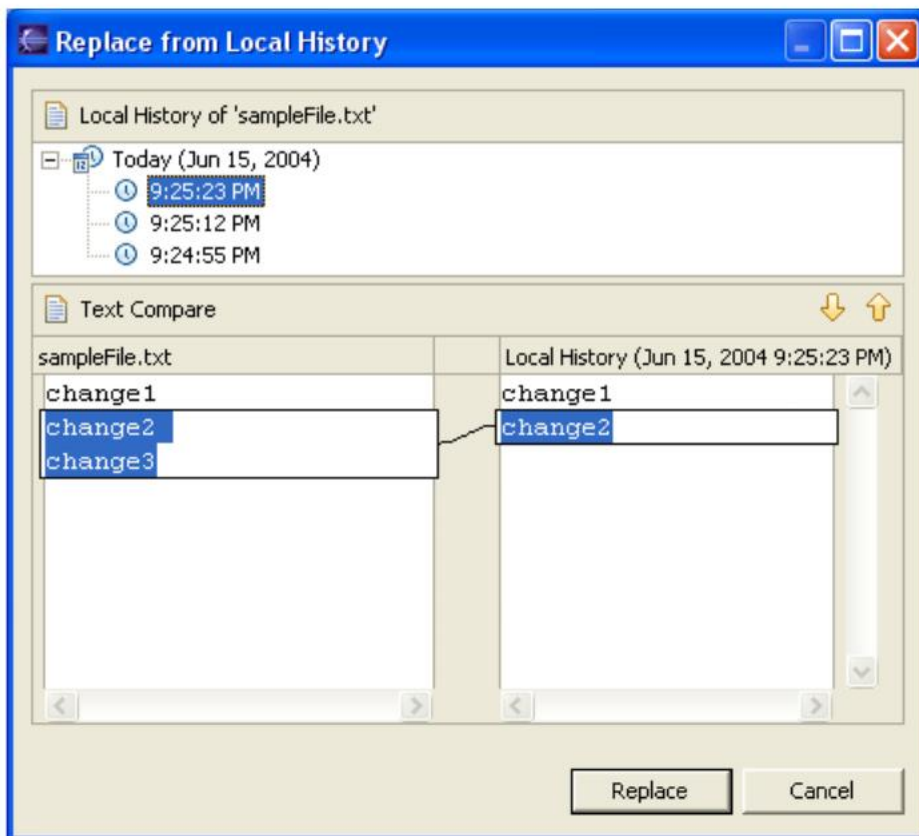 Replace from Local History
Local History of 'sampleFile.txt'
Today (Jun 15, 2004)
9:25:23 PM
9:25:12 PM
9:24:55 PM
Text Compare
sampleFile.txt
Local History (Jun 15, 2004 9:25:23 PM)
change1
change2
change3
change1
change2
Replace
Cancel